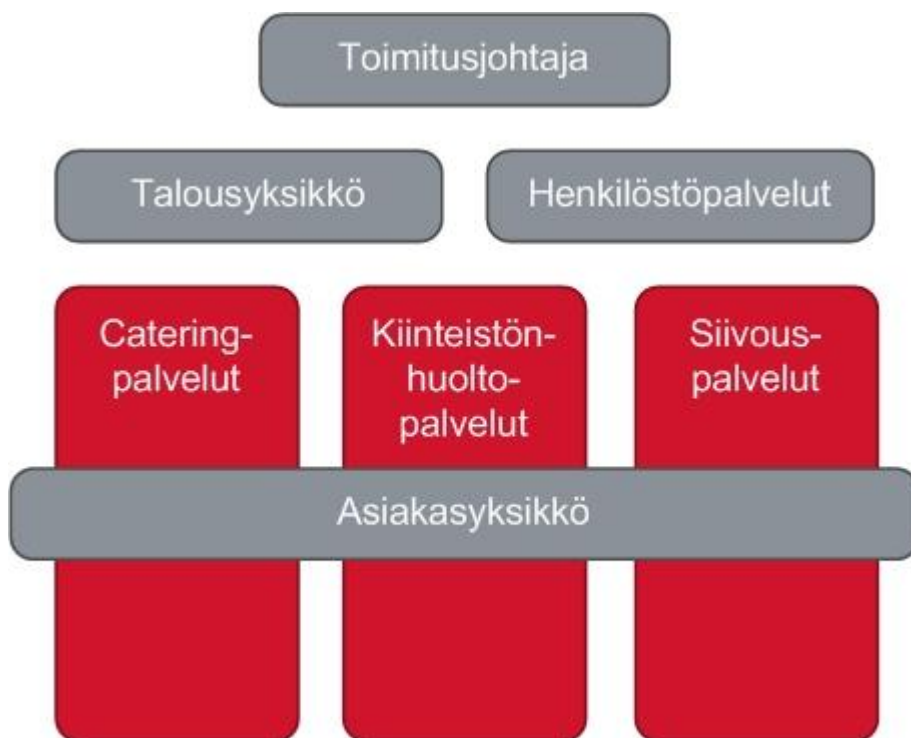 Toimitusjohtaja
Talousyksikkö
Henkilöstöpalvelut
Catering-
palvelut
Kiinteistön-
huolto-
palvelut
Siivous-
palvelut
Asiakasyksikkö